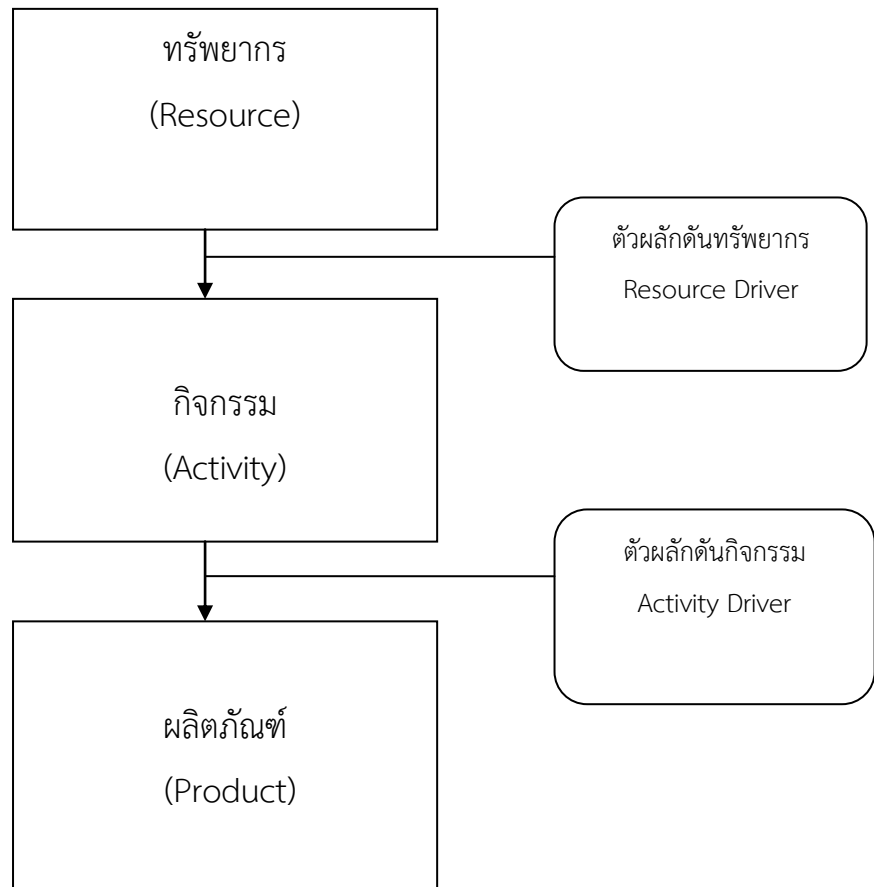 ทรัพยากร
(Resource)
ตัวผลักดันทรัพยากร
Resource Driver
กิจกรรม
(Activity)
ตัวผลักดันกิจกรรม
Activity Driver
ผลิตภัณฑ์
(Product)